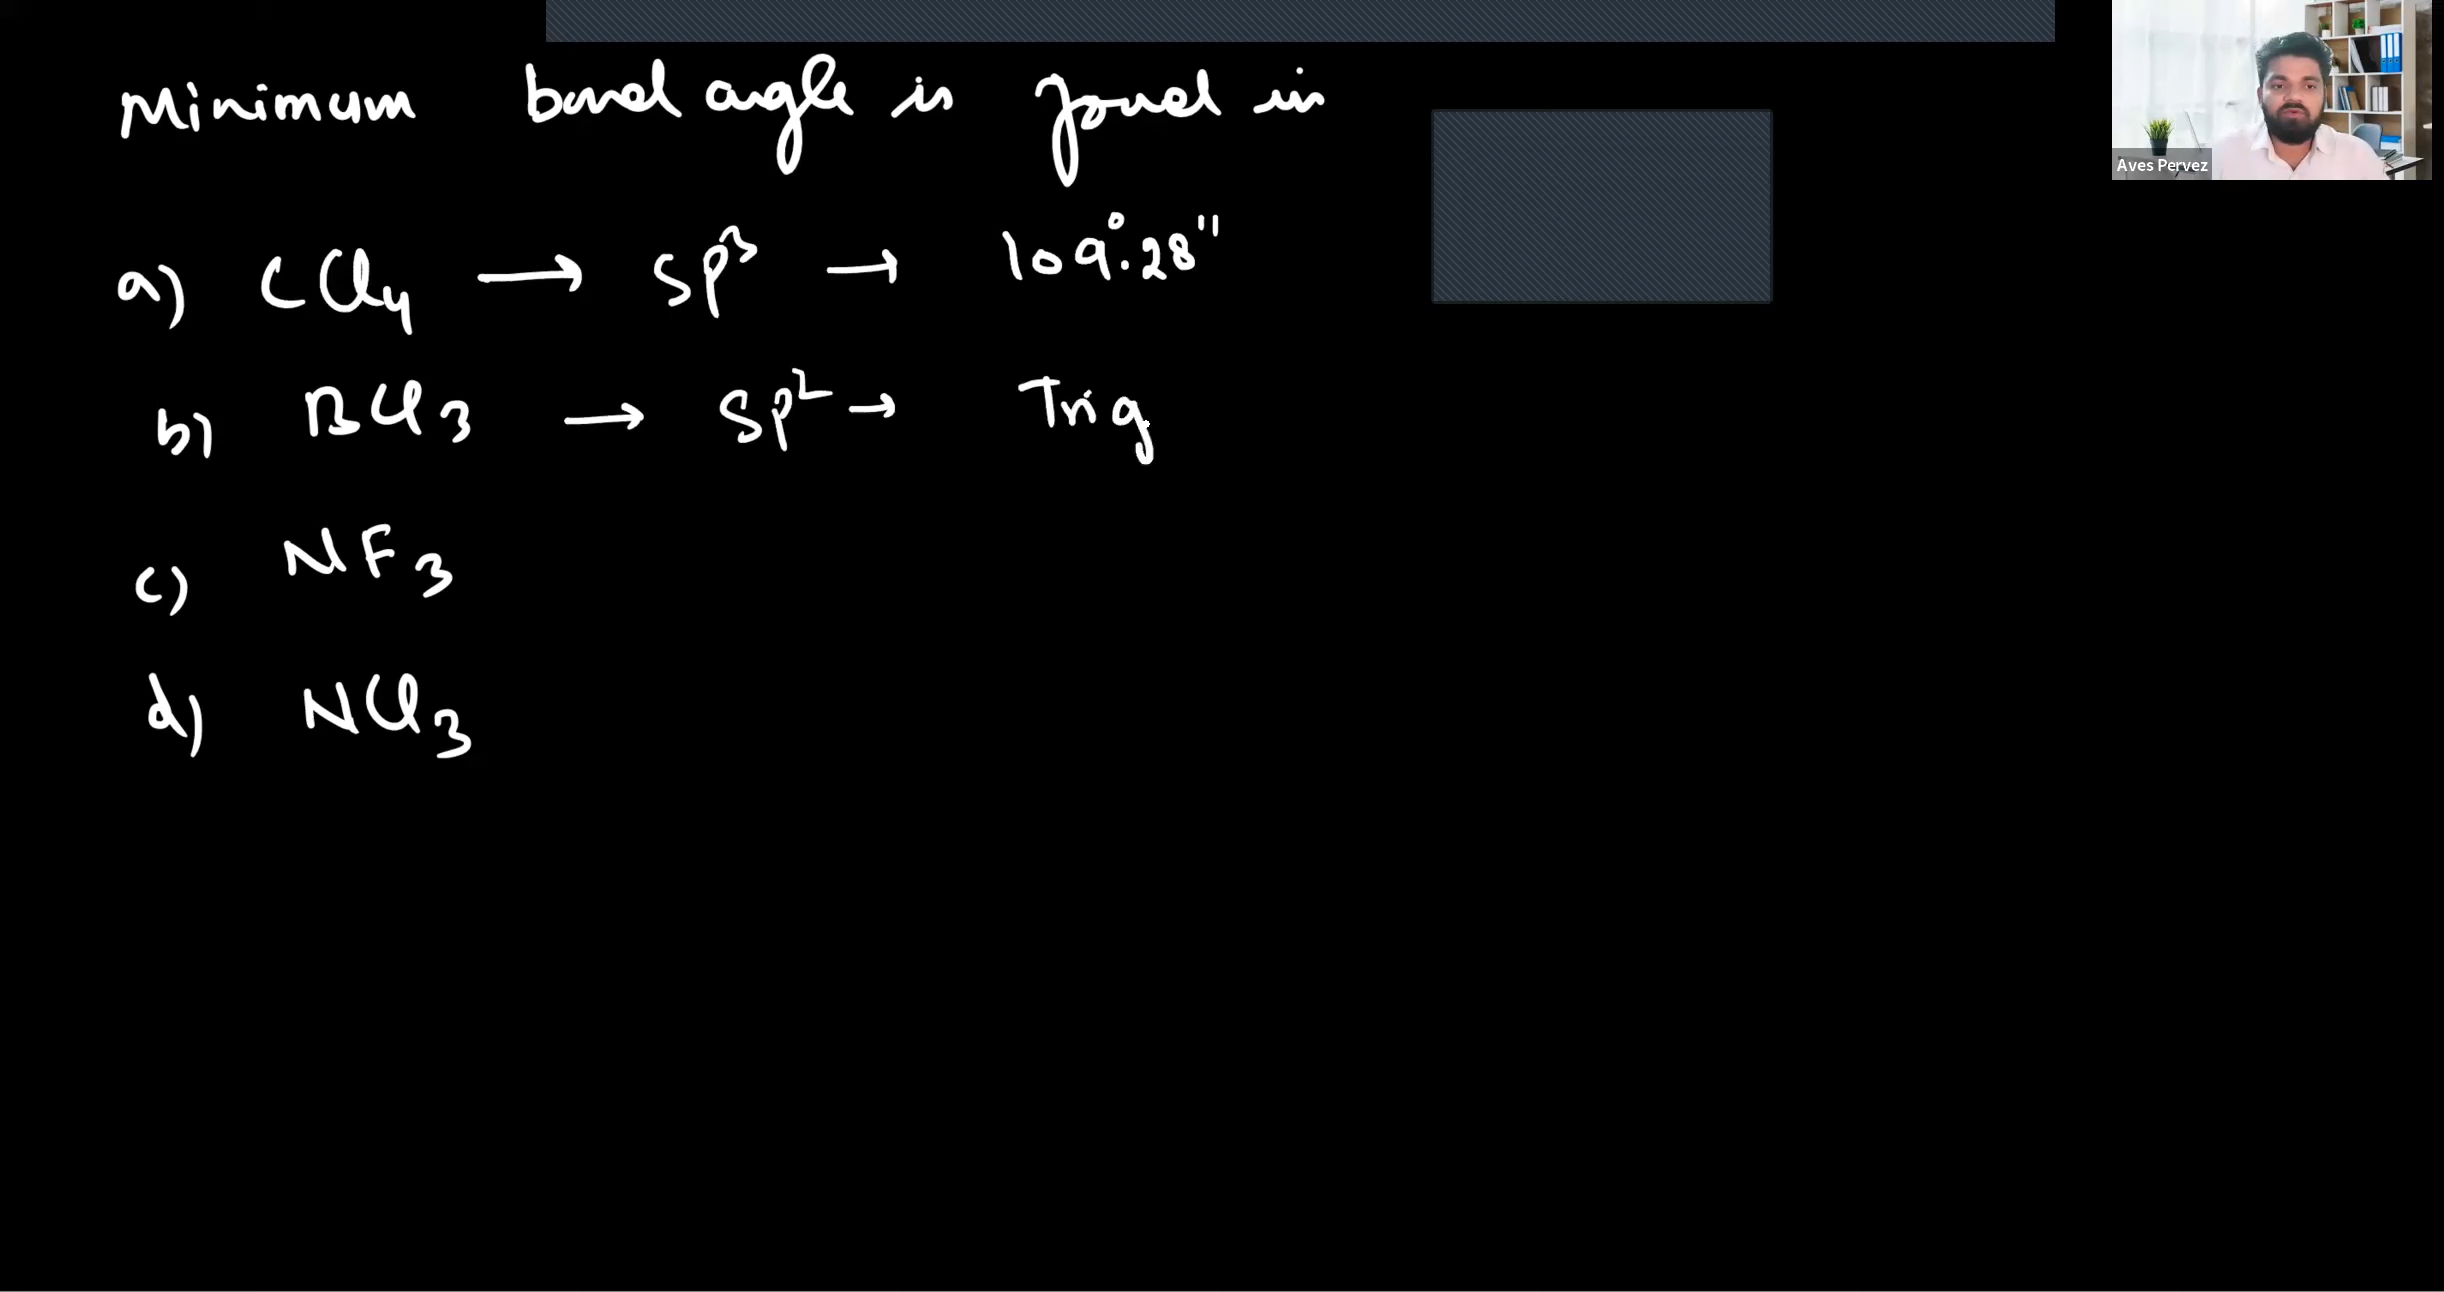 Minimum bond angle is found in
Aves Pervez
a) CCl₄ → sp³ → 109°.28"
b) BCl₃ → sp² → Trig
c) NF₃
d) NCl₃